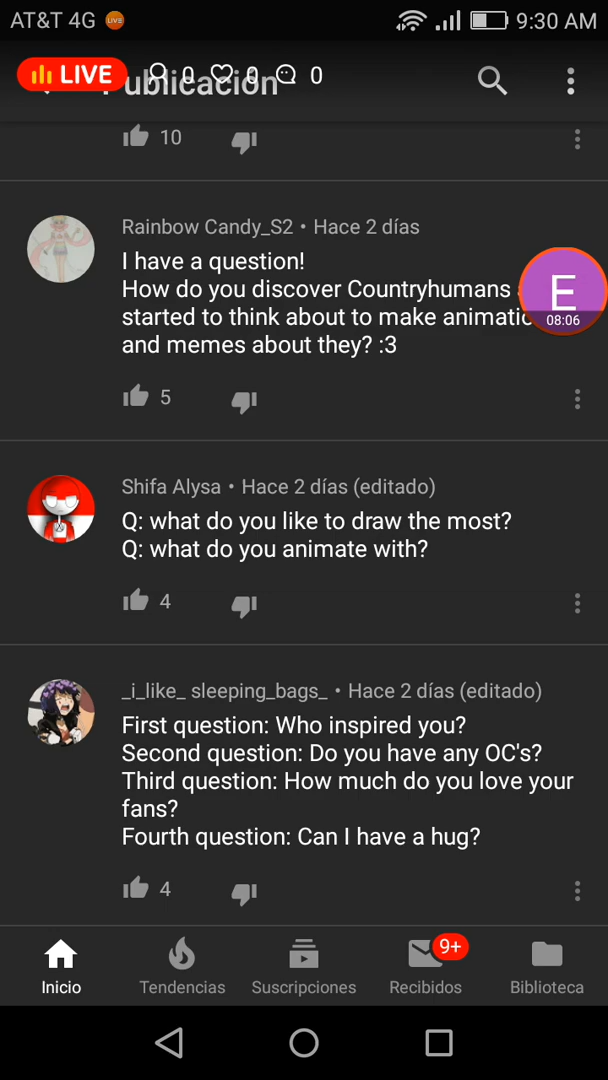 AT&T 4G LIVE 9:30 AM
LIVE 0 0 0
Publicación
10
Rainbow Candy_S2 • Hace 2 días
I have a question!
How do you discover Countryhumans
started to think about to make
and memes about they? :3
E
08:06
5
Shifa Alysa • Hace 2 días (editado)
Q: what do you like to draw the most?
Q: what do you animate with?
4
_i_like_ sleeping_bags_ • Hace 2 días (editado)
First question: Who inspired you?
Second question: Do you have any OC's?
Third question: How much do you love your
fans?
Fourth question: Can I have a hug?
4
9+
Inicio Tendencias Suscripciones Recibidos Biblioteca